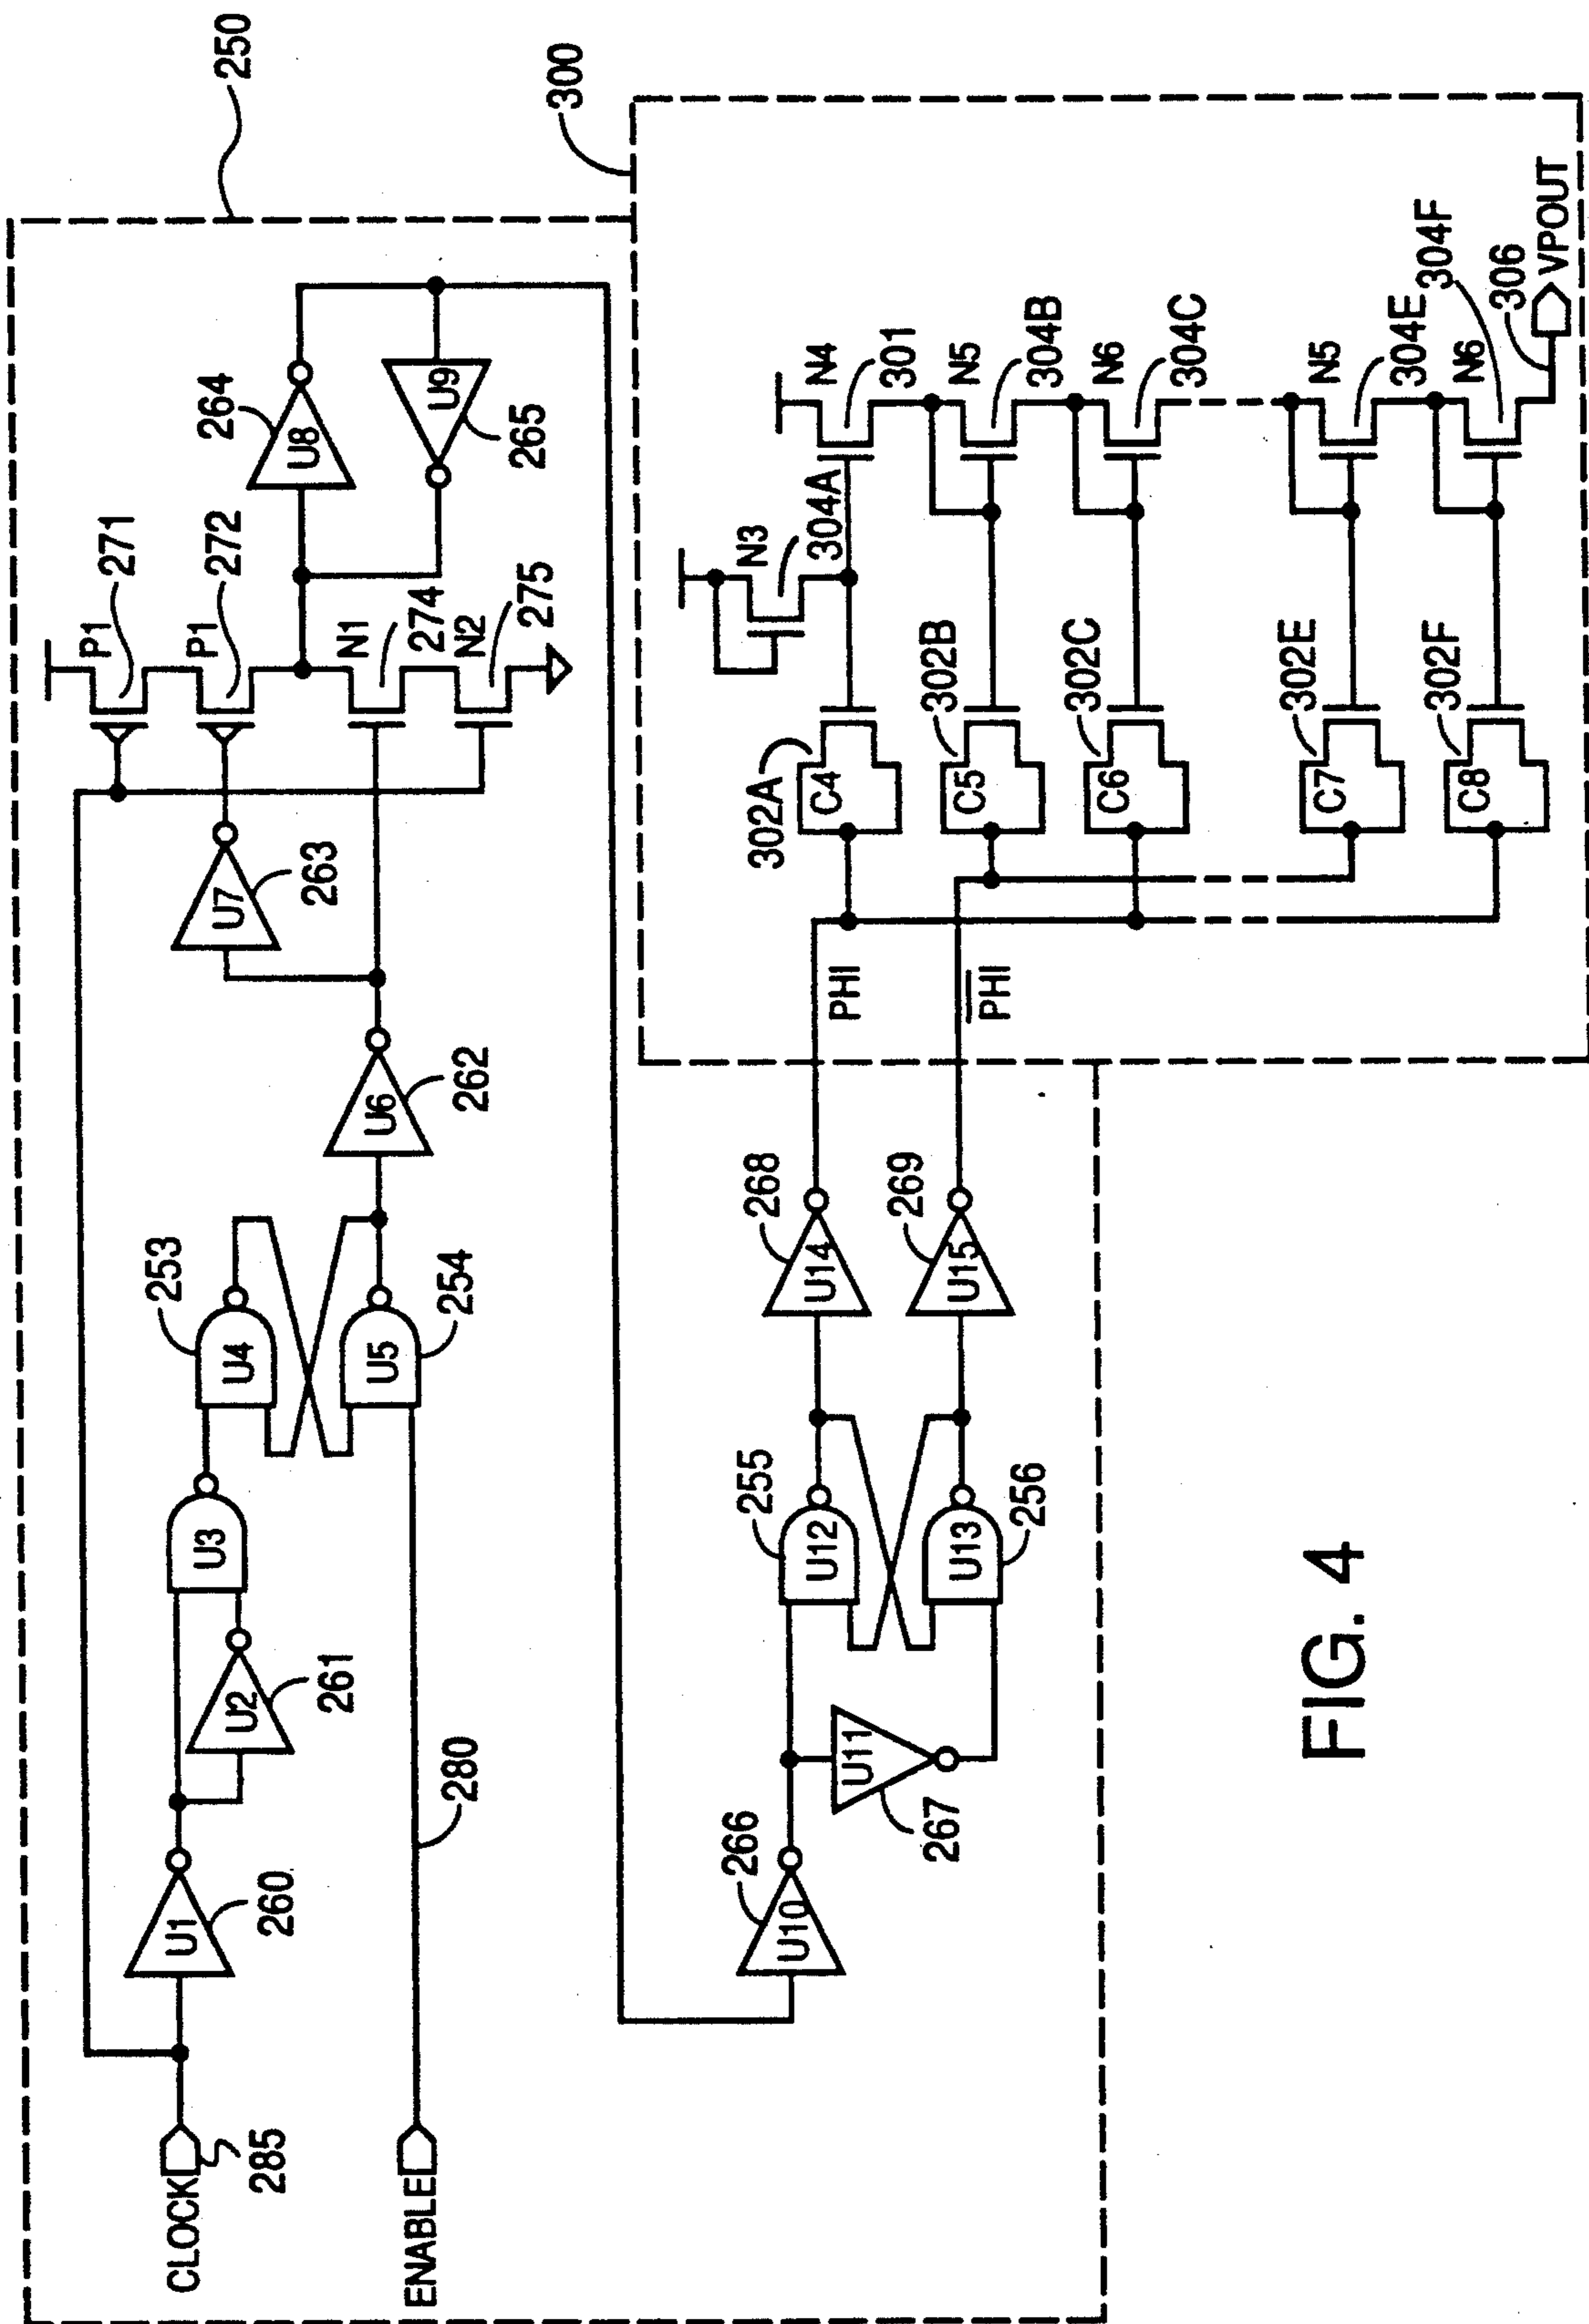 250
271
P1
272
P1
264
U8
U9
265
N1
274
N2
275
U7
263
U6
262
253
U4
U5
254
U3
U2
261
U1
260
CLOCK
285
ENABLE
280
300
N3
304A
N4
301
N5
304B
N6
304C
N5
304E
N6
304F
306
VPOUT
302A
C4
302B
C5
302C
C6
302E
C7
302F
C8
PHI
PHI
268
U14
269
U15
255
U12
U13
256
266
U10
U11
267
FIG. 4